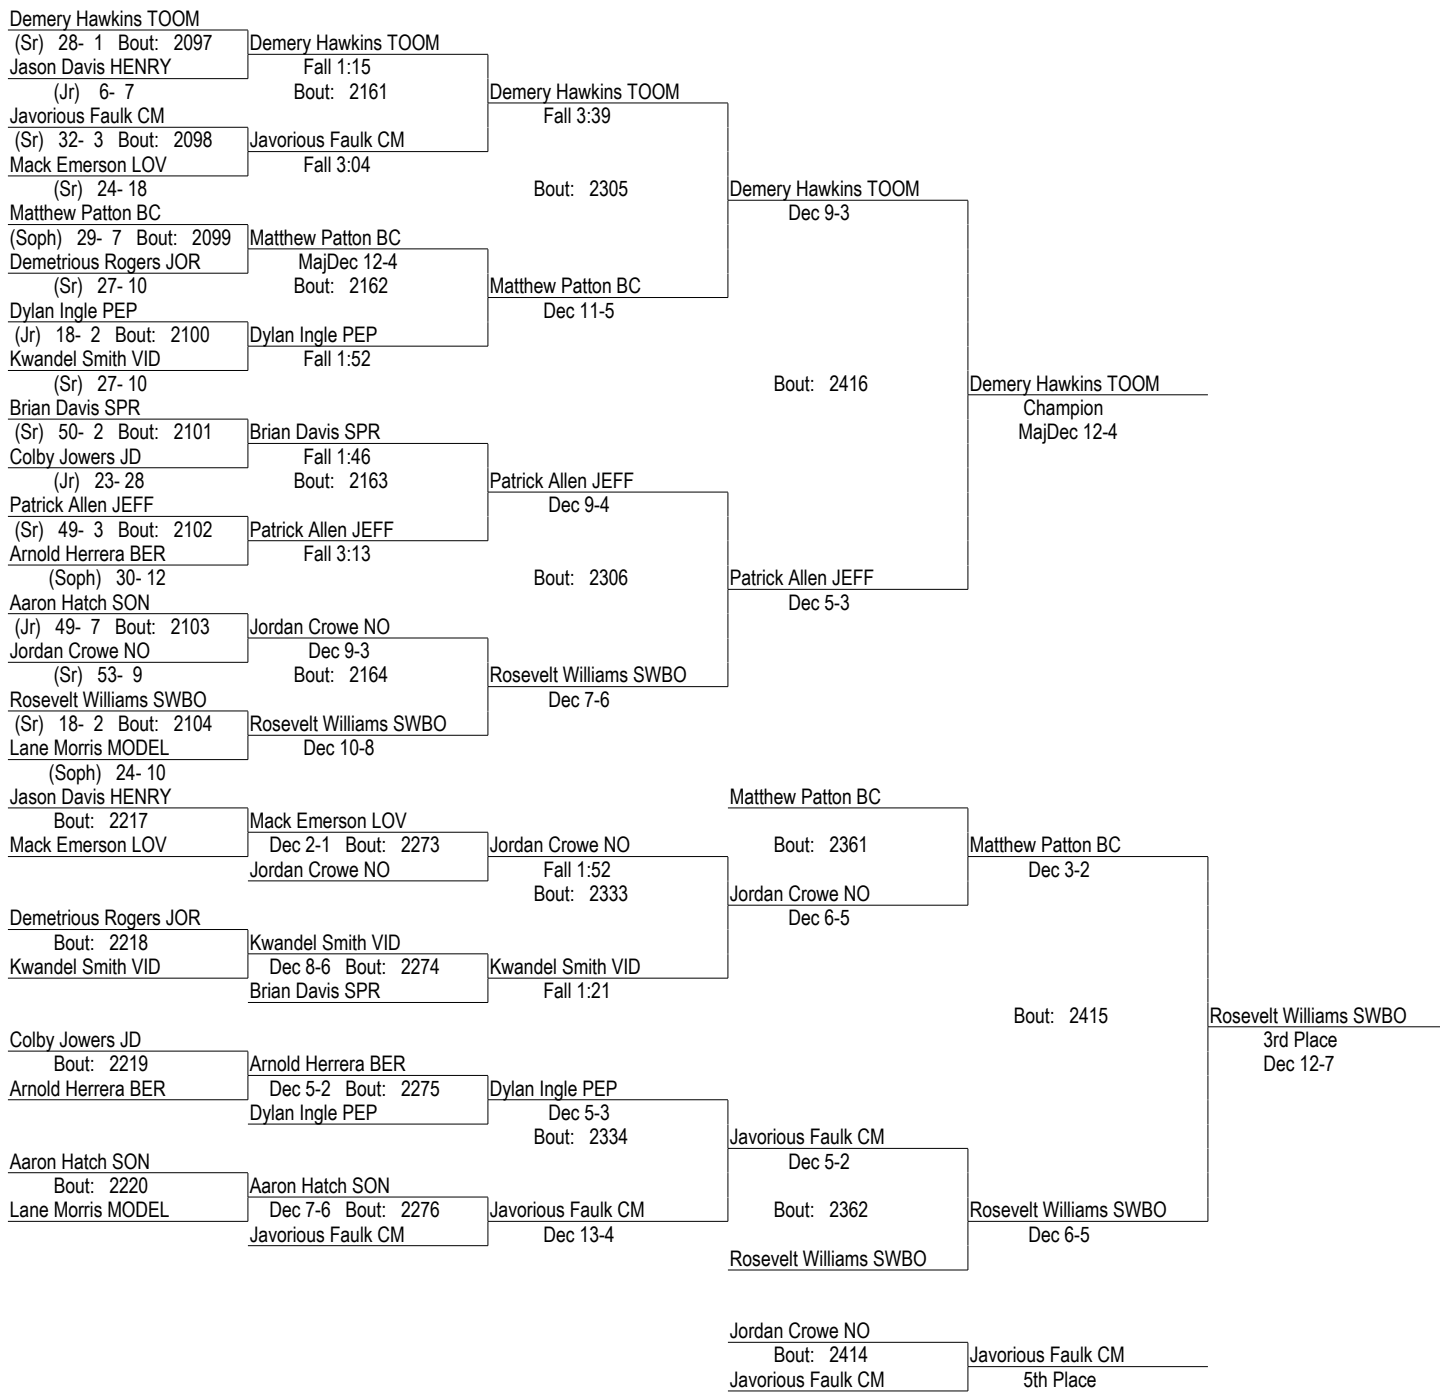 Demery Hawkins TOOM
(Sr) 28- 1 Bout: 2097 Demery Hawkins TOOM
Jason Davis HENRY Fall 1:15
(Jr) 6- 7 Bout: 2161 Demery Hawkins TOOM
Javorious Faulk CM Fall 3:39
(Sr) 32- 3 Bout: 2098 Javorious Faulk CM
Mack Emerson LOV Fall 3:04
(Sr) 24- 18 Bout: 2305 Demery Hawkins TOOM
Matthew Patton BC Dec 9-3
(Soph) 29- 7 Bout: 2099 Matthew Patton BC
Demetrious Rogers JOR MajDec 12-4
(Sr) 27- 10 Bout: 2162 Matthew Patton BC
Dylan Ingle PEP Dec 11-5
(Jr) 18- 2 Bout: 2100 Dylan Ingle PEP
Kwandel Smith VID Fall 1:52
(Sr) 27- 10 Bout: 2416 Demery Hawkins TOOM
Brian Davis SPR Champion
(Sr) 50- 2 Bout: 2101 Brian Davis SPR MajDec 12-4
Colby Jowers JD Fall 1:46
(Jr) 23- 28 Bout: 2163 Patrick Allen JEFF
Patrick Allen JEFF Dec 9-4
(Sr) 49- 3 Bout: 2102 Patrick Allen JEFF
Arnold Herrera BER Fall 3:13
(Soph) 30- 12 Bout: 2306 Patrick Allen JEFF
Aaron Hatch SON Dec 5-3
(Jr) 49- 7 Bout: 2103 Jordan Crowe NO
Jordan Crowe NO Dec 9-3
(Sr) 53- 9 Bout: 2164 Rosevelt Williams SWBO
Rosevelt Williams SWBO Dec 7-6
(Sr) 18- 2 Bout: 2104 Rosevelt Williams SWBO
Lane Morris MODEL Dec 10-8
(Soph) 24- 10
Jason Davis HENRY Matthew Patton BC
Bout: 2217 Mack Emerson LOV
Mack Emerson LOV Dec 2-1 Bout: 2273 Jordan Crowe NO Bout: 2361 Matthew Patton BC
Jordan Crowe NO Fall 1:52 Dec 3-2
Bout: 2333 Jordan Crowe NO
Demetrious Rogers JOR Dec 6-5
Bout: 2218 Kwandel Smith VID
Kwandel Smith VID Dec 8-6 Bout: 2274 Kwandel Smith VID
Brian Davis SPR Fall 1:21
Bout: 2415 Rosevelt Williams SWBO
Colby Jowers JD 3rd Place
Bout: 2219 Arnold Herrera BER Dec 12-7
Arnold Herrera BER Dec 5-2 Bout: 2275 Dylan Ingle PEP
Dylan Ingle PEP Dec 5-3
Bout: 2334 Javorious Faulk CM
Aaron Hatch SON Dec 5-2
Bout: 2220 Aaron Hatch SON
Lane Morris MODEL Dec 7-6 Bout: 2276 Javorious Faulk CM Bout: 2362 Rosevelt Williams SWBO
Javorious Faulk CM Dec 13-4 Dec 6-5
Rosevelt Williams SWBO
Jordan Crowe NO
Bout: 2414 Javorious Faulk CM
Javorious Faulk CM 5th Place